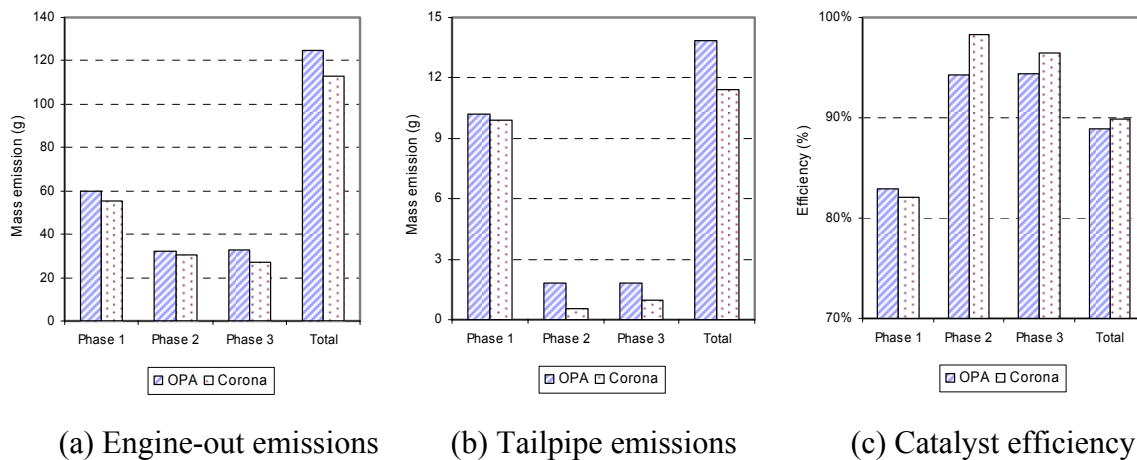 140
120
100
80
60
40
20
0
Mass emission (g)
Phase 1 Phase 2 Phase 3 Total
OPA Corona
(a) Engine-out emissions
15
12
9
6
3
0
Mass emission (g)
Phase 1 Phase 2 Phase 3 Total
OPA Corona
(b) Tailpipe emissions
100%
90%
80%
70%
Efficiency (%)
Phase 1 Phase 2 Phase 3 Total
OPA Corona
(c) Catalyst efficiency